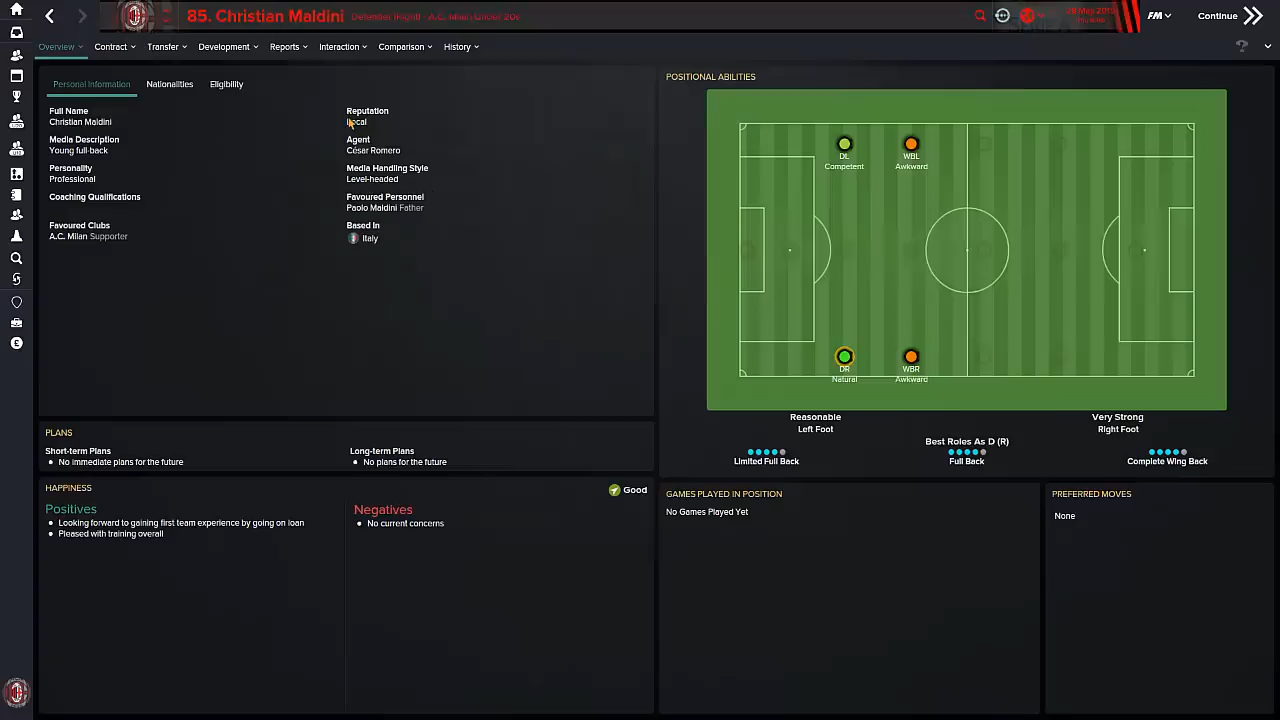 85. Christian Maldini
Defender (Right) - A.C. Milan Under 20s
FM
Continue
Overview
Contract
Transfer
Development
Reports
Interaction
Comparison
History
Personal Information
Nationalities
Eligibility
Full Name
Christian Maldini
Reputation
Local
Media Description
Young full-back
Agent
César Romero
Personality
Professional
Media Handling Style
Level-headed
Coaching Qualifications
Favoured Personnel
Paolo Maldini Father
Favoured Clubs
A.C. Milan Supporter
Based In
Italy
PLANS
Short-term Plans
No immediate plans for the future
Long-term Plans
No plans for the future
HAPPINESS
Good
Positives
Looking forward to gaining first team experience by going on loan
Pleased with training overall
Negatives
No current concerns
POSITIONAL ABILITIES
DL
Competent
WBL
Awkward
DR
Natural
WBR
Awkward
Reasonable
Left Foot
Very Strong
Right Foot
Best Roles As D (R)
Limited Full Back
Full Back
Complete Wing Back
GAMES PLAYED IN POSITION
No Games Played Yet
PREFERRED MOVES
None